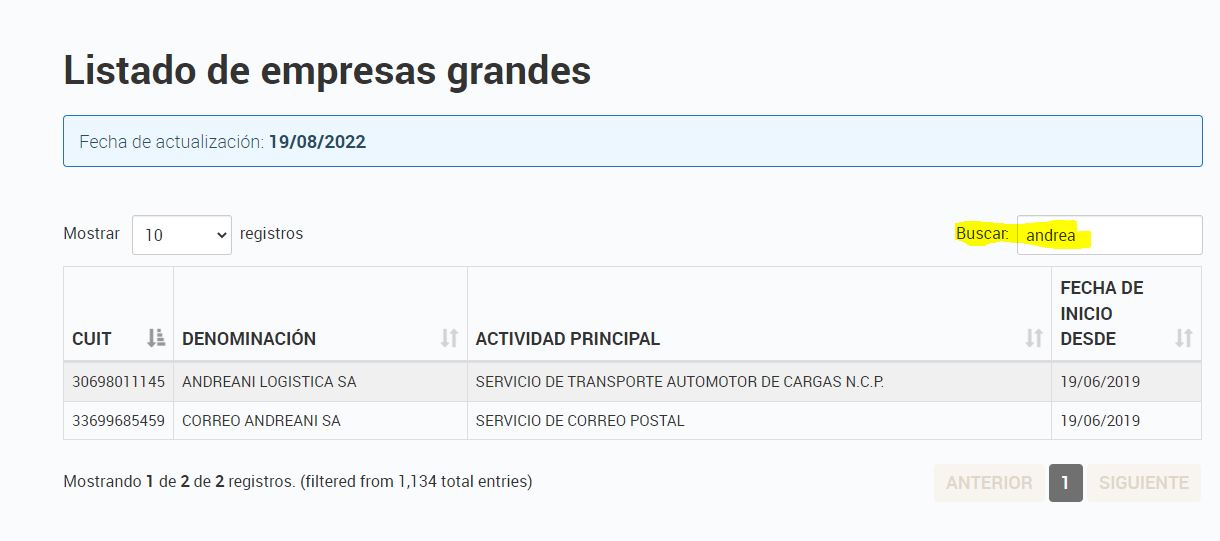 Listado de empresas grandes
Fecha de actualización: 19/08/2022
Mostrar 10 registros
Buscar: andrea
CUIT DENOMINACIÓN ACTIVIDAD PRINCIPAL FECHA DE INICIO DESDE
30698011145 ANDREANI LOGISTICA SA SERVICIO DE TRANSPORTE AUTOMOTOR DE CARGAS N.C.P. 19/06/2019
33699685459 CORREO ANDREANI SA SERVICIO DE CORREO POSTAL 19/06/2019
Mostrando 1 de 2 de 2 registros. (filtered from 1,134 total entries)
ANTERIOR 1 SIGUIENTE